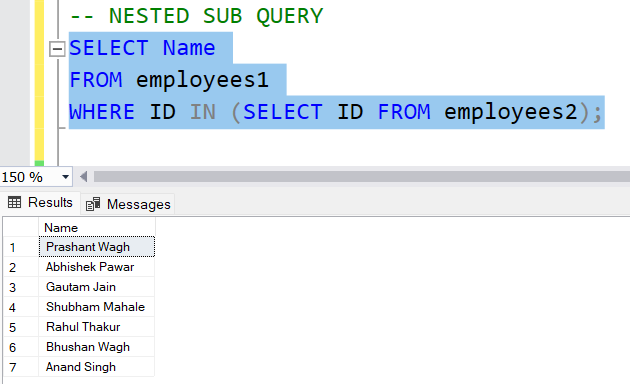 -- NESTED SUB QUERY
SELECT Name
FROM employees1
WHERE ID IN (SELECT ID FROM employees2);
150 %
Results Messages
Name
1 Prashant Wagh
2 Abhishek Pawar
3 Gautam Jain
4 Shubham Mahale
5 Rahul Thakur
6 Bhushan Wagh
7 Anand Singh